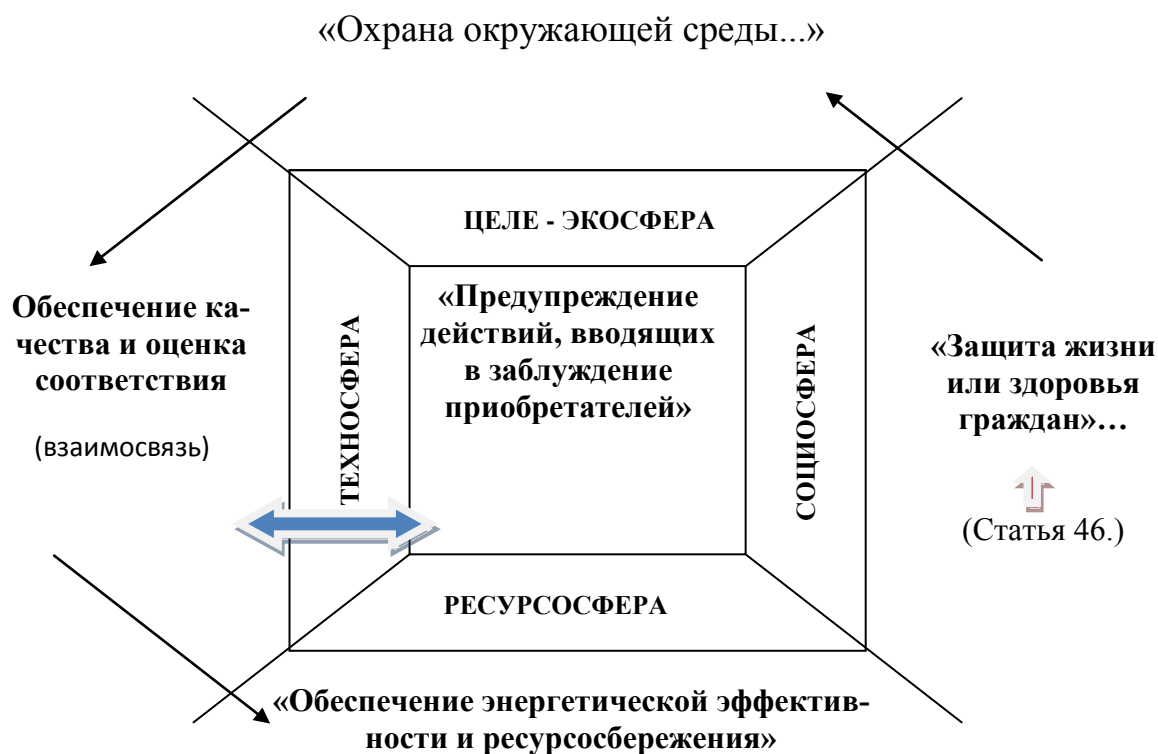 «Охрана окружающей среды...»
ЦЕЛЕ - ЭКОСФЕРА
Обеспечение ка-
чества и оценка
соответствия
(взаимосвязь)
ТЕХНОСФЕРА
«Предупреждение
действий, вводящих
в заблуждение
приобретателей»
СОЦИОСФЕРА
«Защита жизни
или здоровья
граждан»…
(Статья 46.)
РЕСУРСОСФЕРА
«Обеспечение энергетической эффектив-
ности и ресурсосбережения»